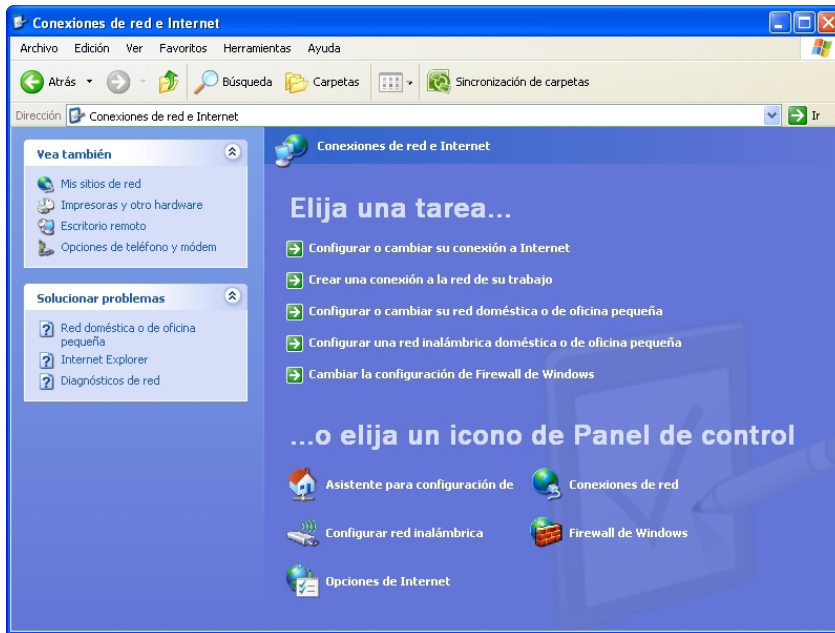 Conexiones de red e Internet
Archivo Edición Ver Favoritos Herramientas Ayuda
Atrás Búsqueda Carpetas Sincronización de carpetas
Dirección Conexiones de red e Internet Ir
Vea también
Mis sitios de red
Impresoras y otro hardware
Escritorio remoto
Opciones de teléfono y módem
Solucionar problemas
Red doméstica o de oficina
pequeña
Internet Explorer
Diagnósticos de red
Conexiones de red e Internet
Elija una tarea...
Configurar o cambiar su conexión a Internet
Crear una conexión a la red de su trabajo
Configurar o cambiar su red doméstica o de oficina pequeña
Configurar una red inalámbrica doméstica o de oficina pequeña
Cambiar la configuración de Firewall de Windows
...o elija un icono de Panel de control
Asistente para configuración de Conexiones de red
Configurar red inalámbrica Firewall de Windows
Opciones de Internet